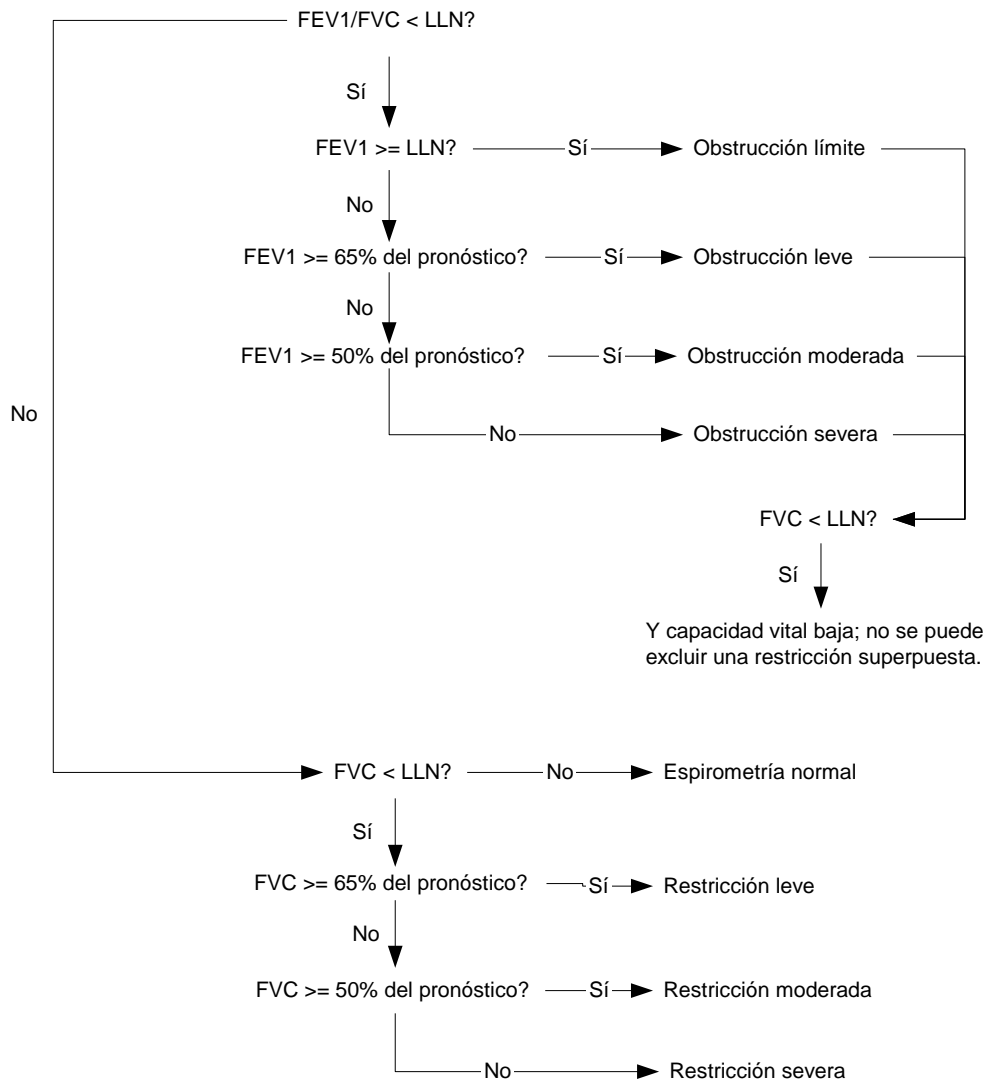 FEV1/FVC < LLN?
Sí
FEV1 >= LLN?
Sí
Obstrucción límite
No
FEV1 >= 65% del pronóstico?
Sí
Obstrucción leve
No
FEV1 >= 50% del pronóstico?
Sí
Obstrucción moderada
No
No
Obstrucción severa
FVC < LLN?
Sí
Y capacidad vital baja; no se puede
excluir una restricción superpuesta.
FVC < LLN?
No
Espirometría normal
Sí
FVC >= 65% del pronóstico?
Sí
Restricción leve
No
FVC >= 50% del pronóstico?
Sí
Restricción moderada
No
Restricción severa